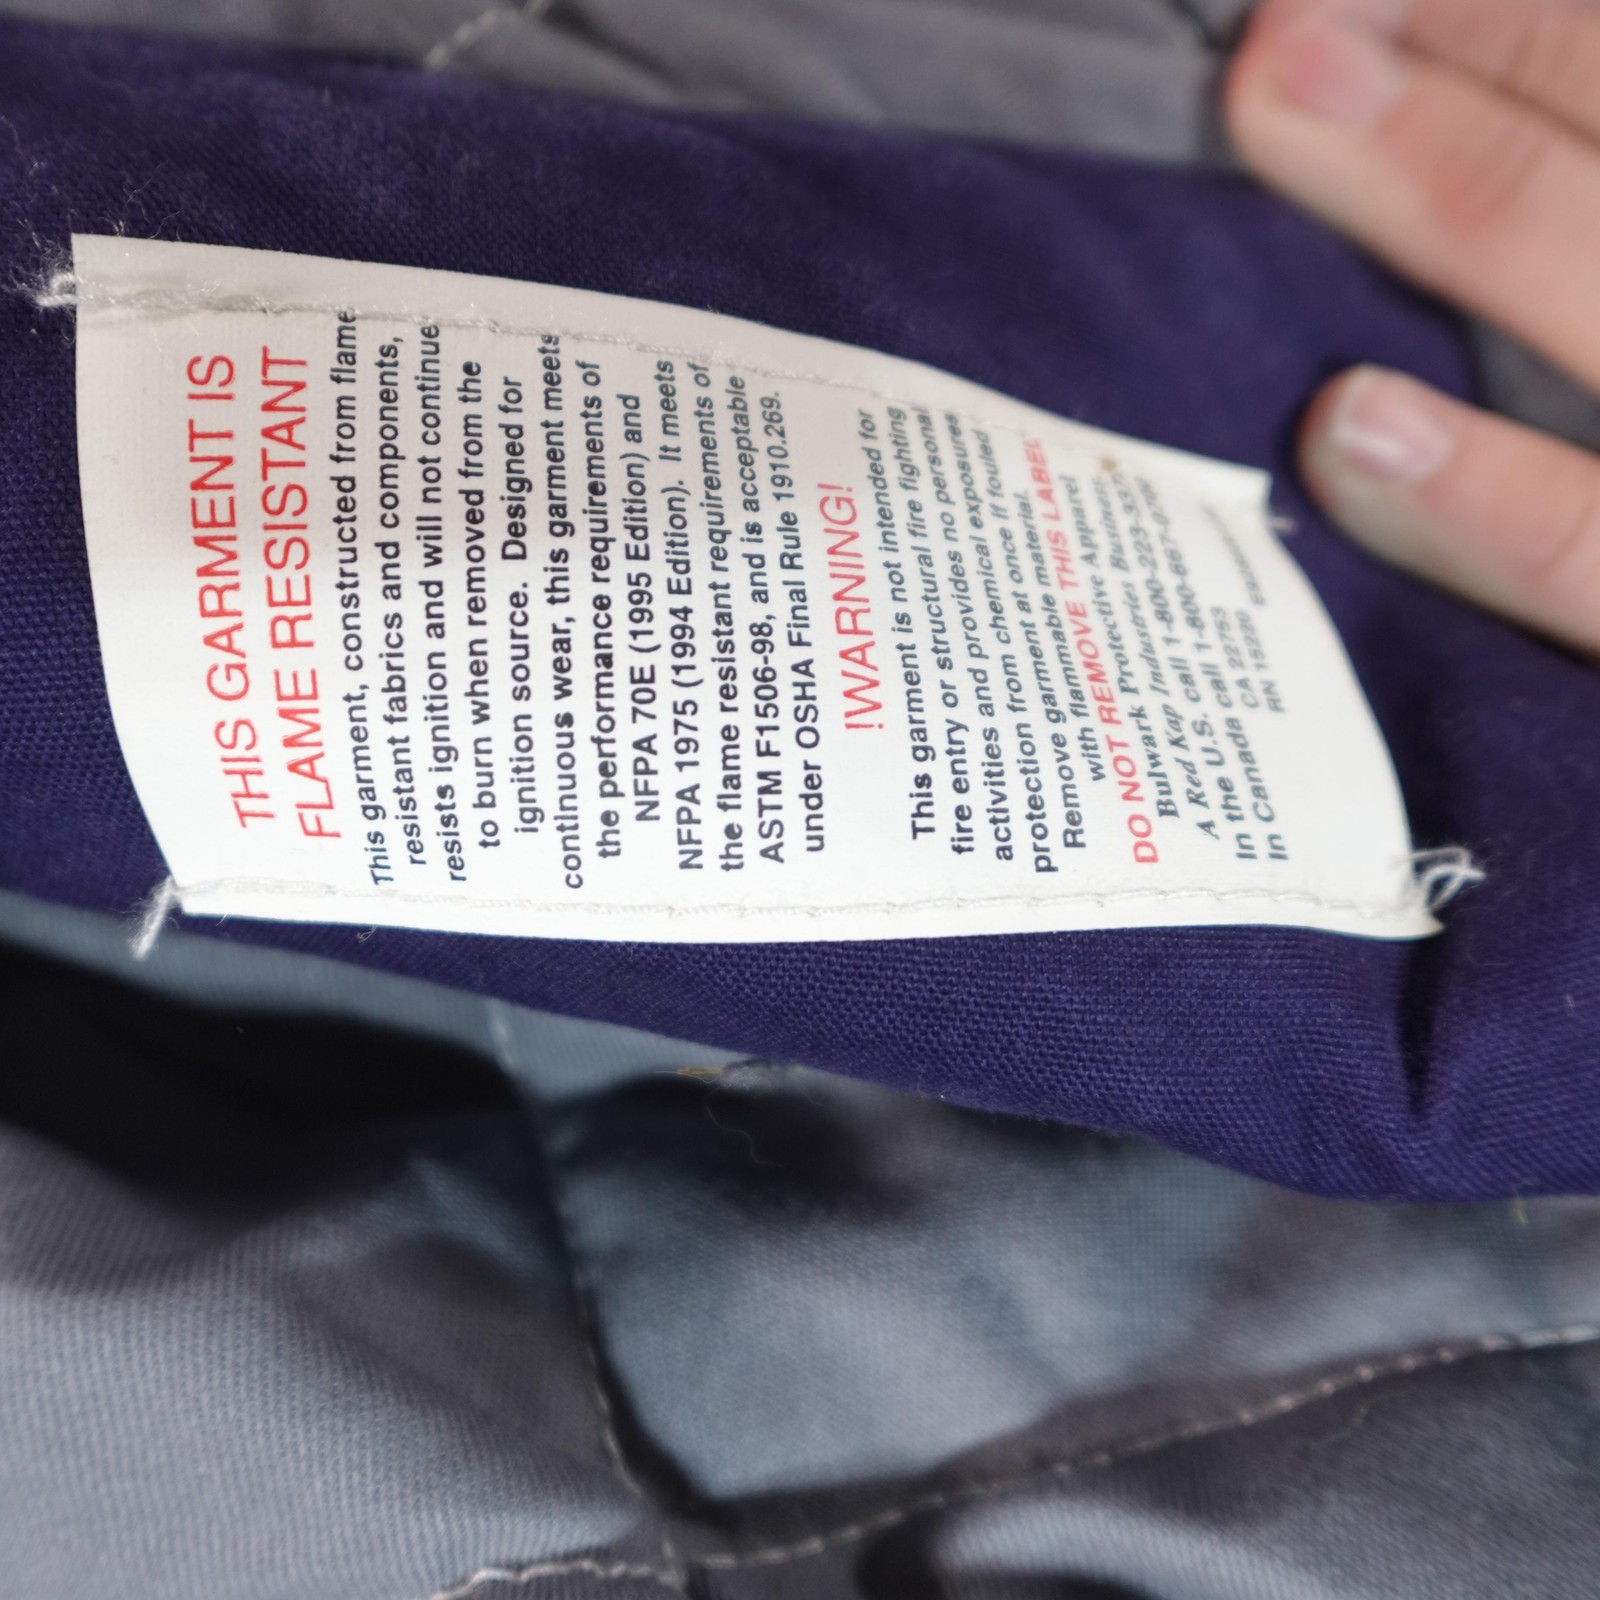 THIS GARMENT IS
FLAME RESISTANT
This garment, constructed from flame
resistant fabrics and components,
resists ignition and will not continue
to burn when removed from the
ignition source. Designed for
continuous wear, this garment meets
the performance requirements of
NFPA 70E (1995 Edition) and
NFPA 1975 (1994 Edition). It meets
the flame resistant requirements of
ASTM F1506-98, and is acceptable
under OSHA Final Rule 1910.269.
!WARNING!
This garment is not intended for
fire entry or structural fire fighting
activities and provides no personal
protection from chemical exposures
Remove garment at once if fouled
with flammable material.
DO NOT REMOVE THIS LABEL
Bulwark Protective Apparel
A Red Kap Industries Business.
In the U.S. call 1-800-223-337
In Canada call 1-800-667-0700
CA 22753
RN 15220